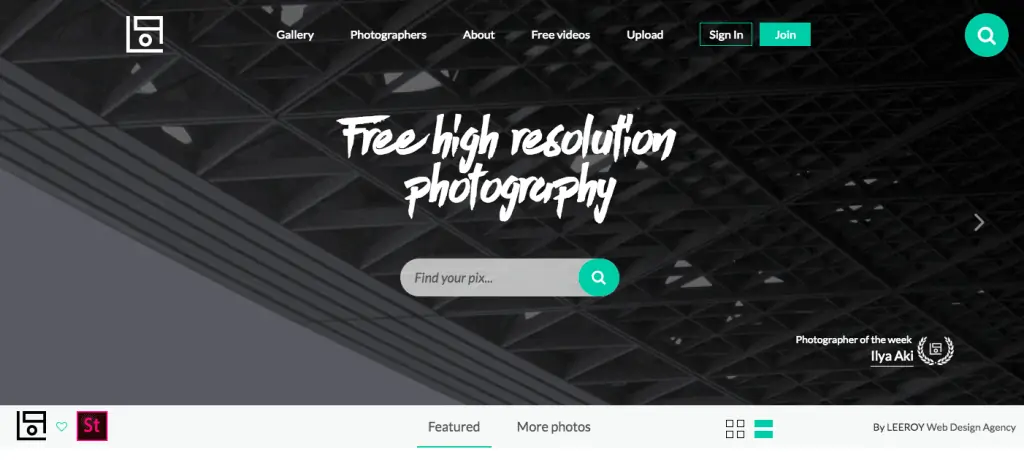 Gallery Photographers About Free videos Upload Sign In Join
Free high resolution
photography
Find your pix...
Photographer of the week
Ilya Aki
St Featured More photos By LEEROY Web Design Agency